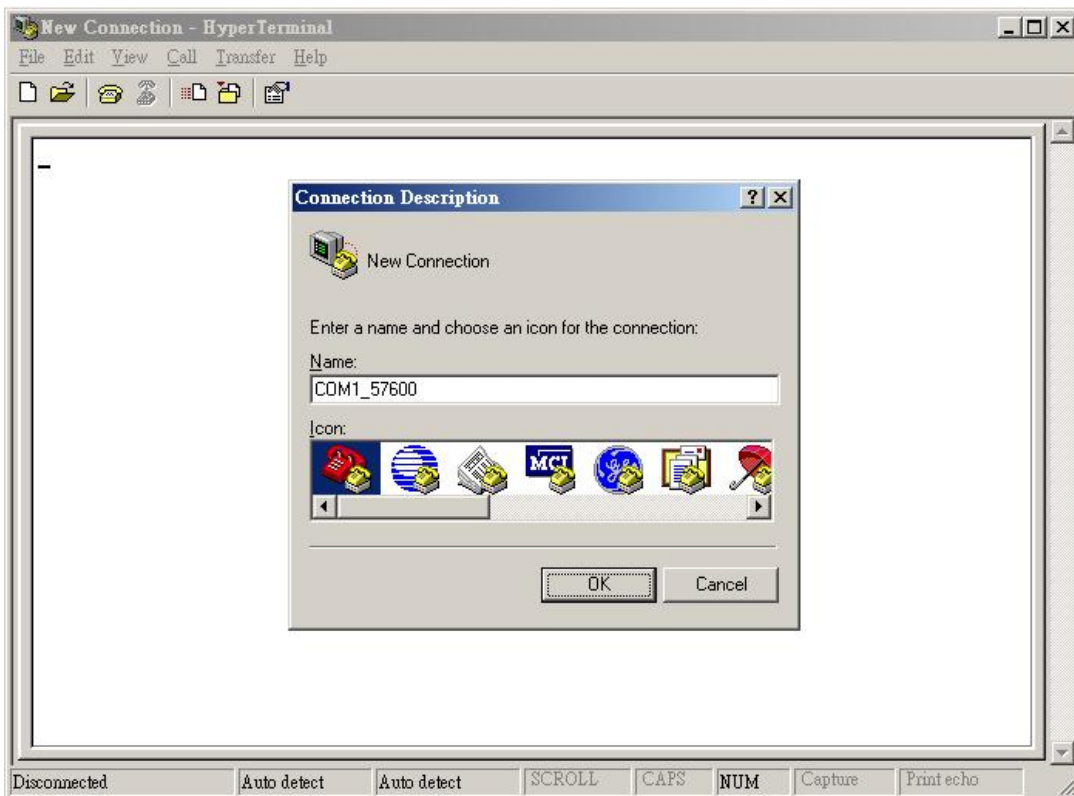 New Connection - HyperTerminal
File Edit View Call Transfer Help
Connection Description
New Connection
Enter a name and choose an icon for the connection:
Name:
COM1_57600
Icon:
MCI
OK Cancel
Disconnected Auto detect Auto detect SCROLL CAPS NUM Capture Print echo